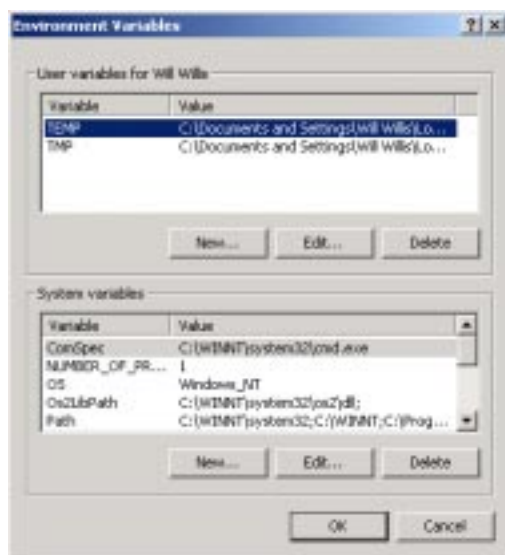 Environment Variables
User variables for Will Willis
Variable Value
TEMP C:\Documents and Settings\Will Willis\Lo...
TMP C:\Documents and Settings\Will Willis\Lo...
New... Edit... Delete
System variables
Variable Value
ComSpec C:\WINNT\system32\cmd.exe
NUMBER_OF_PR... 1
OS Windows_NT
Os2LibPath C:\WINNT\system32\os2\dll;
Path C:\WINNT\system32;C:\WINNT;C:\Prog...
New... Edit... Delete
OK Cancel